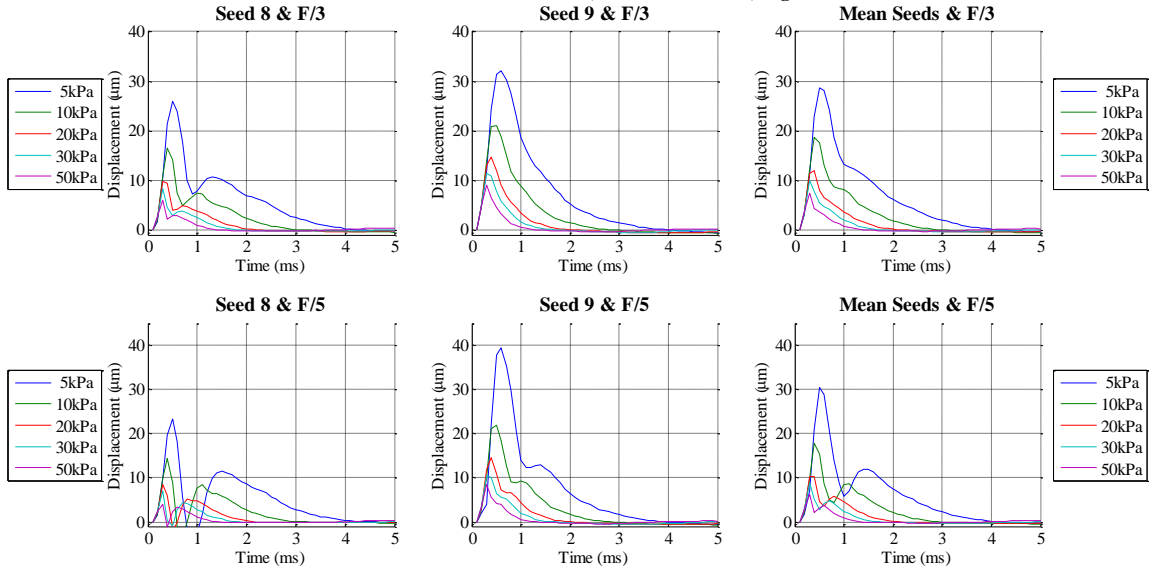 Seed 8 & F/3
Seed 9 & F/3
Mean Seeds & F/3
5kPa
10kPa
20kPa
30kPa
50kPa
Displacement (µm)
40
30
20
10
0
0 1 2 3 4 5
Time (ms)
Displacement (µm)
40
30
20
10
0
0 1 2 3 4 5
Time (ms)
Displacement (µm)
40
30
20
10
0
0 1 2 3 4 5
Time (ms)
5kPa
10kPa
20kPa
30kPa
50kPa
Seed 8 & F/5
Seed 9 & F/5
Mean Seeds & F/5
5kPa
10kPa
20kPa
30kPa
50kPa
Displacement (µm)
40
30
20
10
0
0 1 2 3 4 5
Time (ms)
Displacement (µm)
40
30
20
10
0
0 1 2 3 4 5
Time (ms)
Displacement (µm)
40
30
20
10
0
0 1 2 3 4 5
Time (ms)
5kPa
10kPa
20kPa
30kPa
50kPa